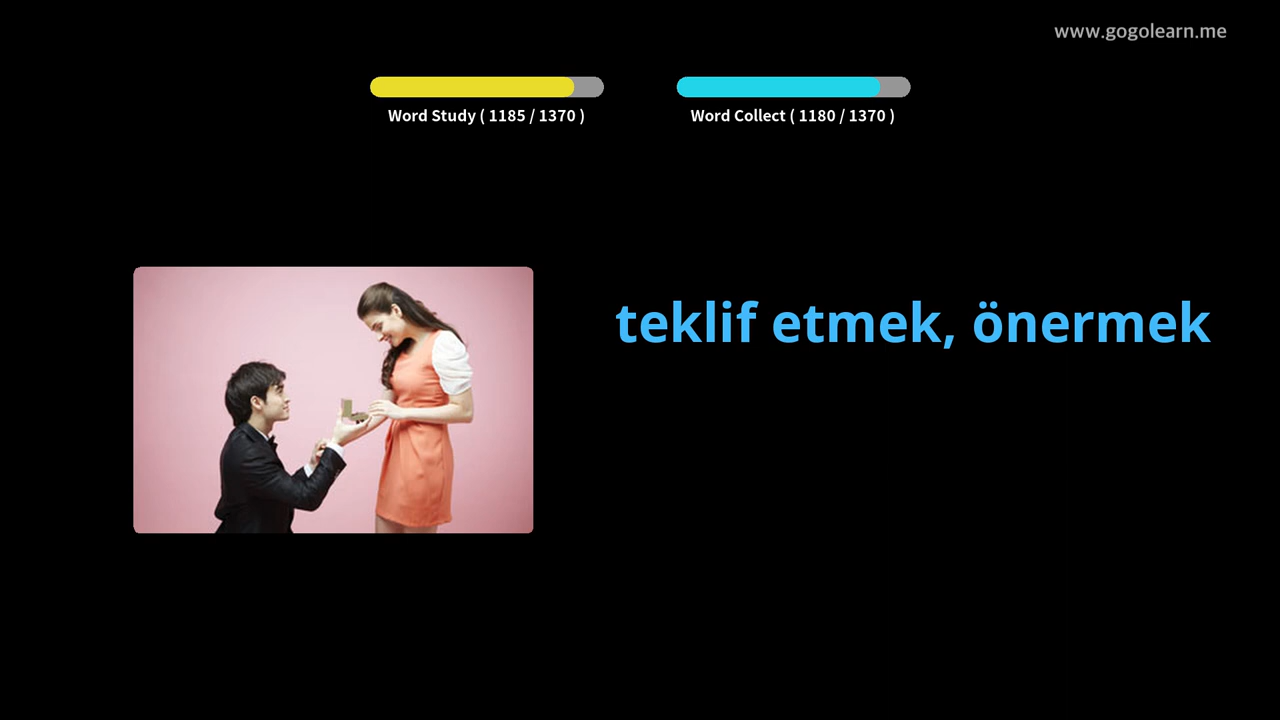 www.gogolearn.me
Word Study ( 1185 / 1370 )
Word Collect ( 1180 / 1370 )
teklif etmek, önermek